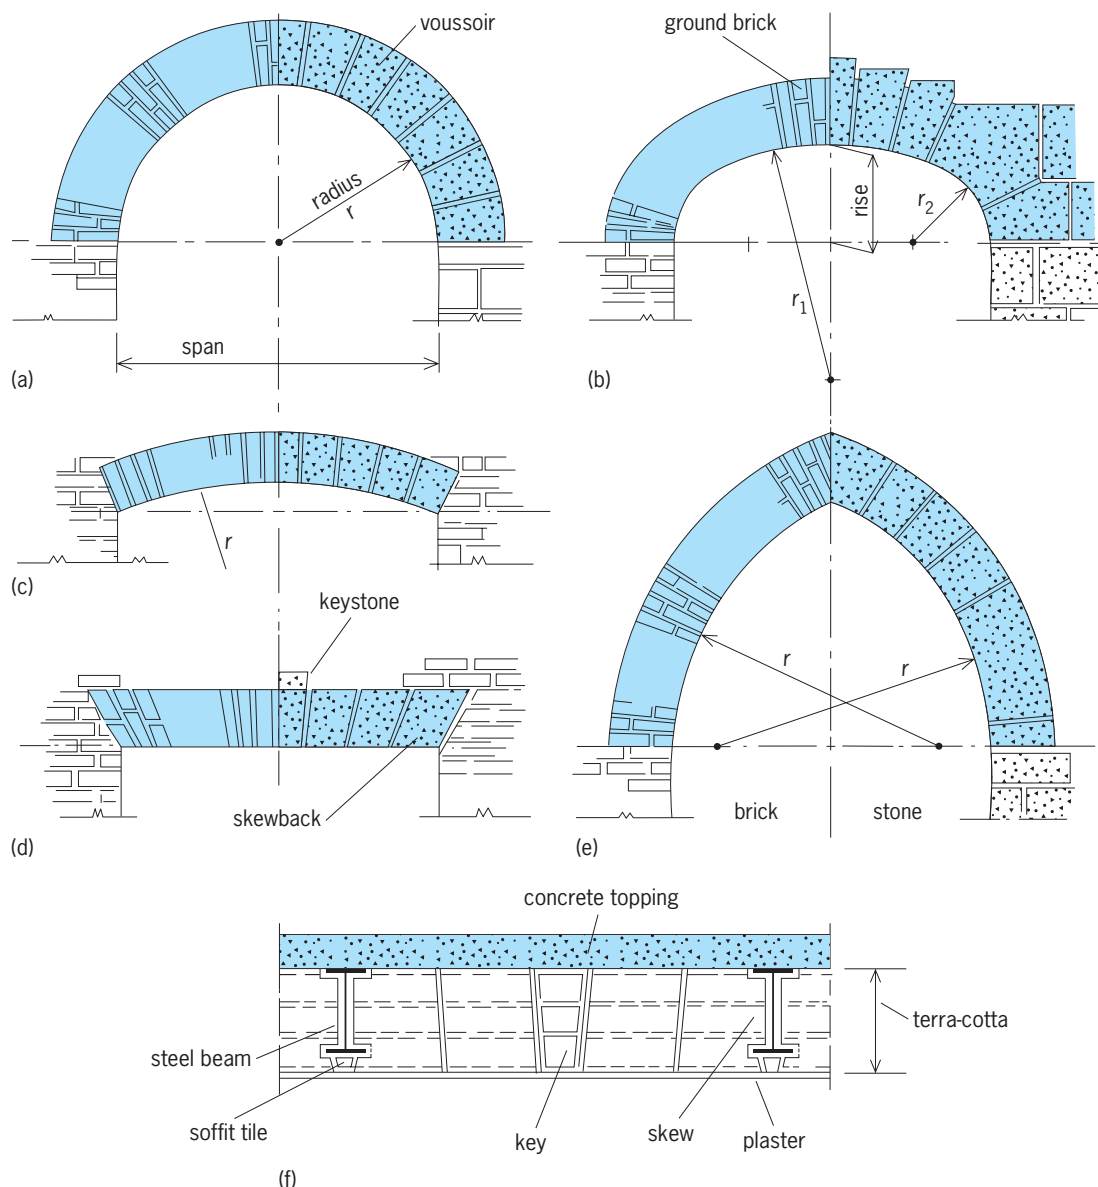 voussoir
radius
r
span
(a)
ground brick
rise
r2
r1
(b)
r
(c)
keystone
skewback
(d)
r
r
brick
stone
(e)
concrete topping
terra-cotta
steel beam
soffit tile
key
skew
plaster
(f)